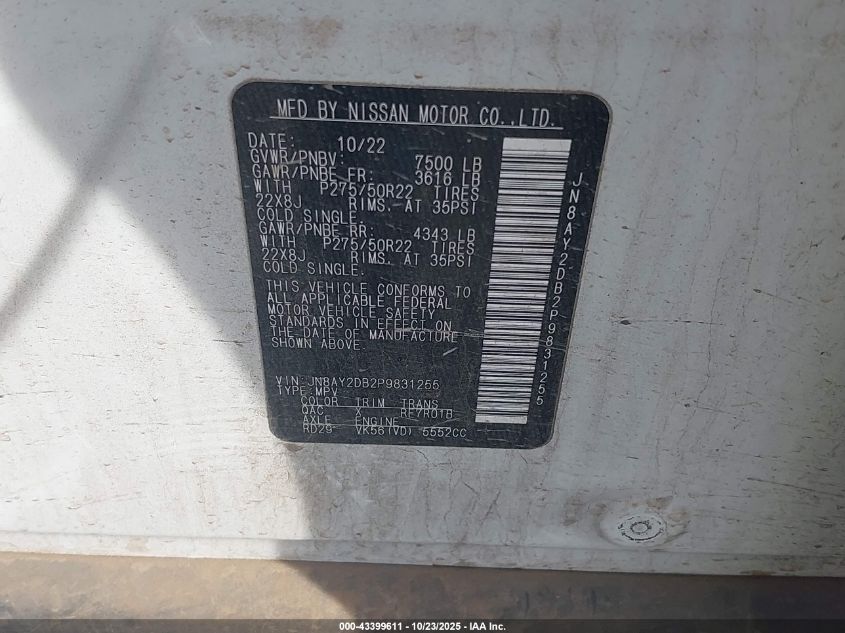 MFD BY NISSAN MOTOR CO.,LTD.
DATE: 10/22
GVWR/PNBV: 7500 LB
GAWR/PNBE FR: 3616 LB
WITH P275/50R22 TIRES
22X8J RIMS. AT 35PSI
COLD SINGLE.
GAWR/PNBE RR: 4343 LB
WITH P275/50R22 TIRES
22X8J RIMS. AT 35PSI
COLD SINGLE.
THIS VEHICLE CONFORMS TO
ALL APPLICABLE FEDERAL
MOTOR VEHICLE SAFETY
STANDARDS IN EFFECT ON
THE DATE OF MANUFACTURE
SHOWN ABOVE.
VIN: JN8AY2DB2P9831255
TYPE: MPV
COLOR TRIM TRANS
QAC X RE7R01B
AXLE ENGINE
RD29 VK56(VD) 5552CC
JN8AY2DB2P9831255
000-43399611 - 10/23/2025 - IAA Inc.